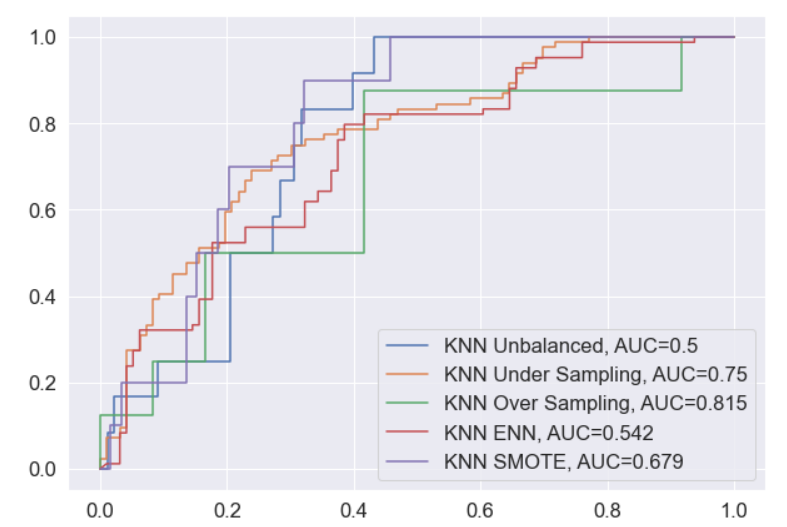 1.0
0.8
0.6
0.4
0.2
0.0
KNN Unbalanced, AUC=0.5
KNN Under Sampling, AUC=0.75
KNN Over Sampling, AUC=0.815
KNN ENN, AUC=0.542
KNN SMOTE, AUC=0.679
0.0 0.2 0.4 0.6 0.8 1.0